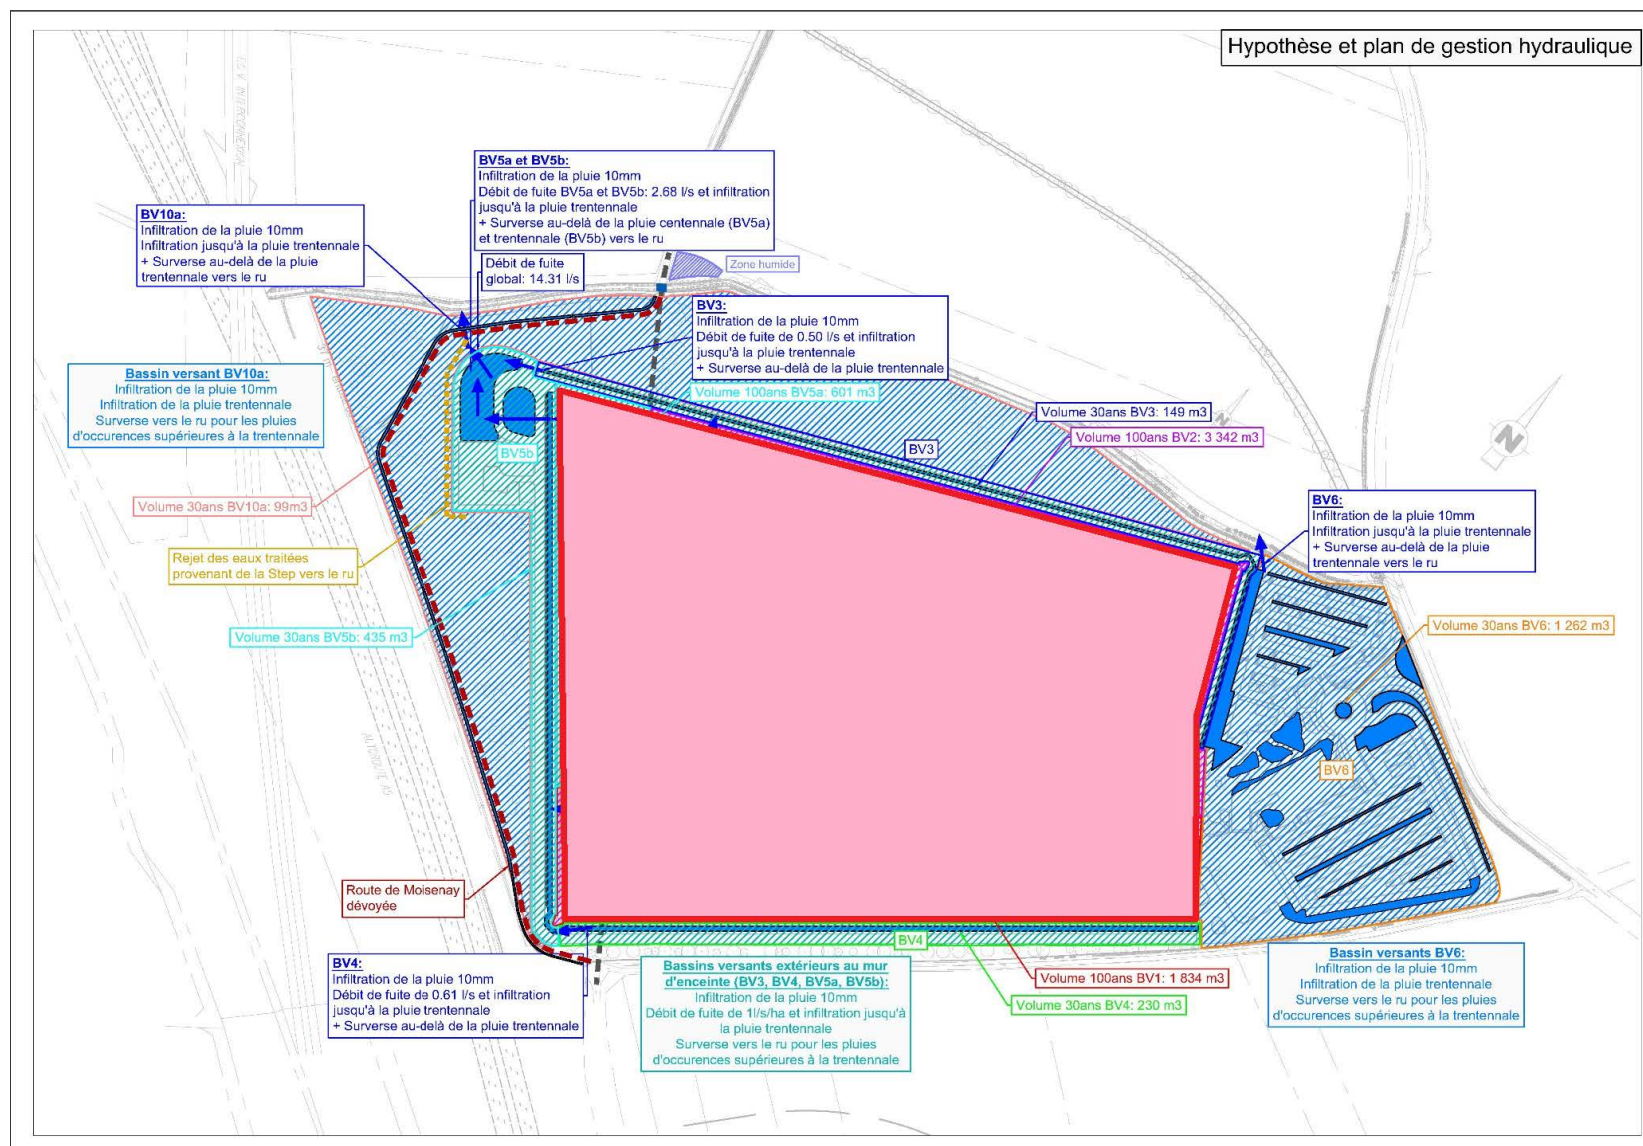 Hypothèse et plan de gestion hydraulique
BV5a et BV5b:
Infiltration de la pluie 10mm
Débit de fuite BV5a et BV5b: 2.68 l/s et infiltration
jusqu'à la pluie trentennale
+ Surverse au-delà de la pluie centennale (BV5a)
et trentennale (BV5b) vers le ru
BV10a:
Infiltration de la pluie 10mm
Infiltration jusqu'à la pluie trentennale
+ Surverse au-delà de la pluie
trentennale vers le ru
Débit de fuite
global: 14.31 l/s
Zone humide
BV3:
Infiltration de la pluie 10mm
Débit de fuite de 0.50 l/s et infiltration
jusqu'à la pluie trentennale
+ Surverse au-delà de la pluie trentennale
Bassin versant BV10a:
Infiltration de la pluie 10mm
Infiltration de la pluie trentennale
Surverse vers le ru pour les pluies
d'occurences supérieures à la trentennale
Volume 100ans BV5a: 601 m3
Volume 30ans BV3: 149 m3
Volume 100ans BV2: 3 342 m3
N
N
BV3
BV5b
Volume 30ans BV10a: 99m3
BV6:
Infiltration de la pluie 10mm
Infiltration jusqu'à la pluie trentennale
+ Surverse au-delà de la pluie
trentennale vers le ru
Rejet des eaux traitées
provenant de la Step vers le ru
Volume 30ans BV5b: 435 m3
Volume 30ans BV6: 1 262 m3
BV6
AUTOROUTE A5
Route de Moisenay
dévoyée
BV4
BV4:
Infiltration de la pluie 10mm
Débit de fuite de 0.61 l/s et infiltration
jusqu'à la pluie trentennale
+ Surverse au-delà de la pluie trentennale
Bassins versants extérieurs au mur
d'enceinte (BV3, BV4, BV5a, BV5b):
Infiltration de la pluie 10mm
Débit de fuite de 1l/s/ha et infiltration jusqu'à
la pluie trentennale
Surverse vers le ru pour les pluies
d'occurences supérieures à la trentennale
Volume 100ans BV1: 1 834 m3
Volume 30ans BV4: 230 m3
Bassin versants BV6:
Infiltration de la pluie 10mm
Infiltration de la pluie trentennale
Surverse vers le ru pour les pluies
d'occurences supérieures à la trentennale